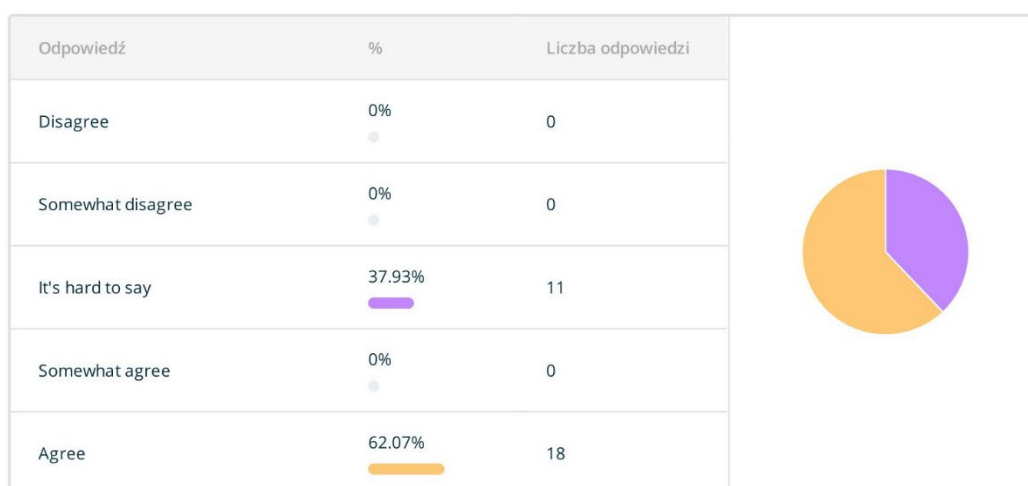 Odpowiedź % Liczba odpowiedzi
Disagree 0% 0
Somewhat disagree 0% 0
It's hard to say 37.93% 11
Somewhat agree 0% 0
Agree 62.07% 18